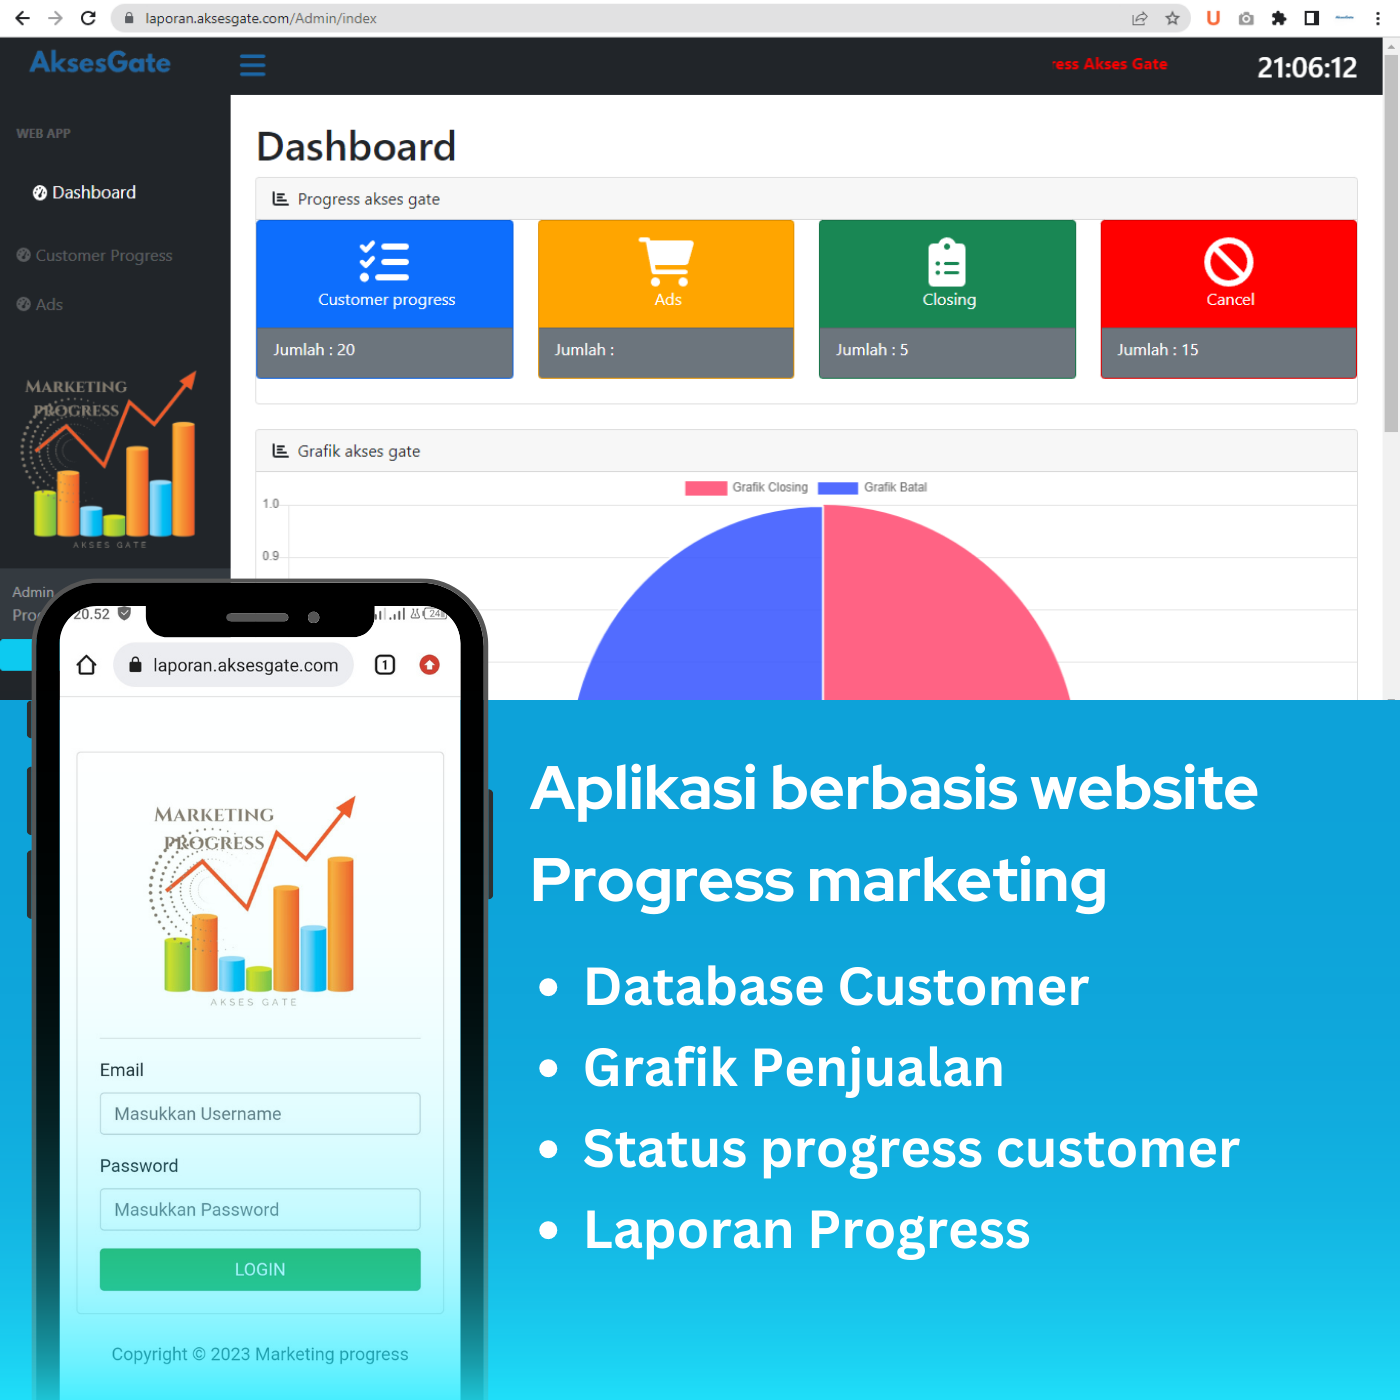 laporan.aksesgate.com/Admin/index
AksesGate
ress Akses Gate
21:06:12
WEB APP
Dashboard
Customer Progress
Ads
MARKETING
PROGRESS
AKSES GATE
Admin
Dashboard
Progress akses gate
Customer progress
Jumlah : 20
Ads
Jumlah :
Closing
Jumlah : 5
Cancel
Jumlah : 15
Grafik akses gate
Grafik Closing
Grafik Batal
1.0
0.9
20.52
24
laporan.aksesgate.com
1
MARKETING
PROGRESS
AKSES GATE
Email
Masukkan Username
Password
Masukkan Password
LOGIN
Copyright © 2023 Marketing progress
Aplikasi berbasis website
Progress marketing
• Database Customer
• Grafik Penjualan
• Status progress customer
• Laporan Progress